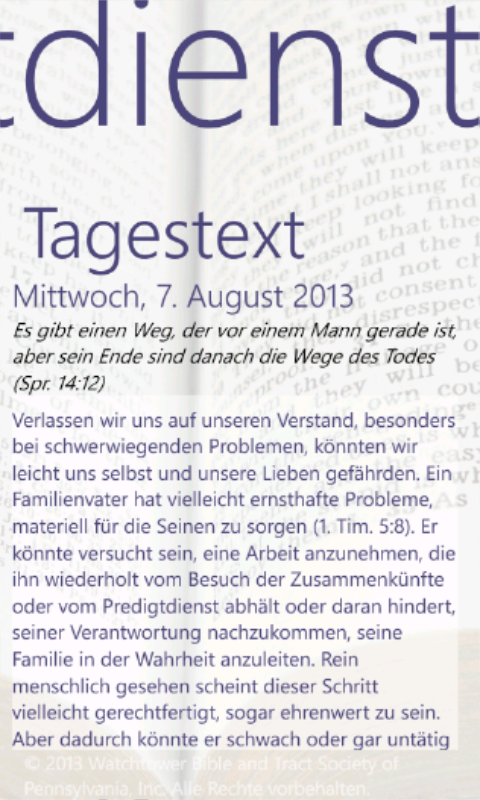 tdienst
Tagestext
Mittwoch, 7. August 2013
Es gibt einen Weg, der vor einem Mann gerade ist,
aber sein Ende sind danach die Wege des Todes
(Spr. 14:12)
Verlassen wir uns auf unseren Verstand, besonders
bei schwerwiegenden Problemen, könnten wir
leicht uns selbst und unsere Lieben gefährden. Ein
Familienvater hat vielleicht ernsthafte Probleme,
materiell für die Seinen zu sorgen (1. Tim. 5:8). Er
könnte versucht sein, eine Arbeit anzunehmen, die
ihn wiederholt vom Besuch der Zusammenkünfte
oder vom Predigtdienst abhält oder daran hindert,
seiner Verantwortung nachzukommen, seine
Familie in der Wahrheit anzuleiten. Rein
menschlich gesehen scheint dieser Schritt
vielleicht gerechtfertigt, sogar ehrenwert zu sein.
Aber dadurch könnte er schwach oder gar untätig
© 2013 Watchtower Bible and Tract Society of
Pennsylvania, Inc. Alle Rechte vorbehalten.